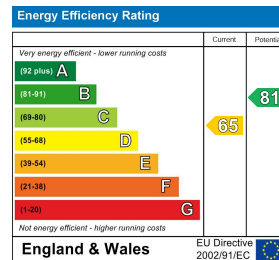 Energy Efficiency Rating
Current
Very energy efficient - lower running costs
(92 plus) A
(81-91) B
81
(69-80) C
65
(55-68) D
(39-54) E
(21-38) F
(1-20) G
Not energy efficient - higher running costs
England & Wales
EU Directive
2002/91/EC